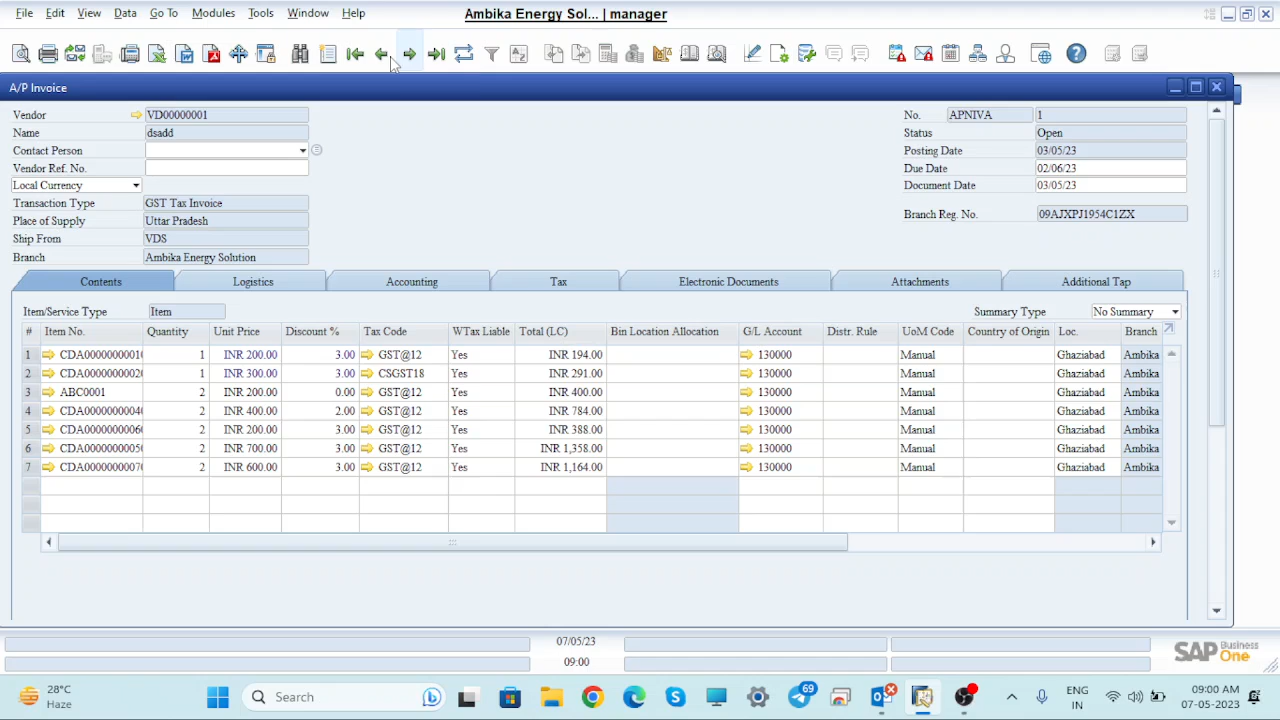 File Edit View Data Go To Modules Tools Window Help Ambika Energy Sol... | manager
A/P Invoice
Vendor VD00000001 No. APNIVA 1
Name dsadd Status Open
Contact Person Posting Date 03/05/23
Vendor Ref. No. Due Date 02/06/23
Local Currency Document Date 03/05/23
Transaction Type GST Tax Invoice
Place of Supply Uttar Pradesh Branch Reg. No. 09AJXPJ1954C1ZX
Ship From VDS
Branch Ambika Energy Solution
Contents Logistics Accounting Tax Electronic Documents Attachments Additional Tap
Item/Service Type Item Summary Type No Summary
# Item No. Quantity Unit Price Discount % Tax Code WTax Liable Total (LC) Bin Location Allocation G/L Account Distr. Rule UoM Code Country of Origin Loc. Branch
1 CDA0000000010 1 INR 200.00 3.00 GST@12 Yes INR 194.00 130000 Manual Ghaziabad Ambika
2 CDA0000000020 1 INR 300.00 3.00 CSGST18 Yes INR 291.00 130000 Manual Ghaziabad Ambika
3 ABC0001 2 INR 200.00 0.00 GST@12 Yes INR 400.00 130000 Manual Ghaziabad Ambika
4 CDA0000000040 2 INR 400.00 2.00 GST@12 Yes INR 784.00 130000 Manual Ghaziabad Ambika
5 CDA0000000060 2 INR 200.00 3.00 GST@12 Yes INR 388.00 130000 Manual Ghaziabad Ambika
6 CDA0000000050 2 INR 700.00 3.00 GST@12 Yes INR 1,358.00 130000 Manual Ghaziabad Ambika
7 CDA0000000070 2 INR 600.00 3.00 GST@12 Yes INR 1,164.00 130000 Manual Ghaziabad Ambika
07/05/23
09:00
SAP Business One
28°C
Haze
Search
69
ENG
IN
09:00 AM
07-05-2023